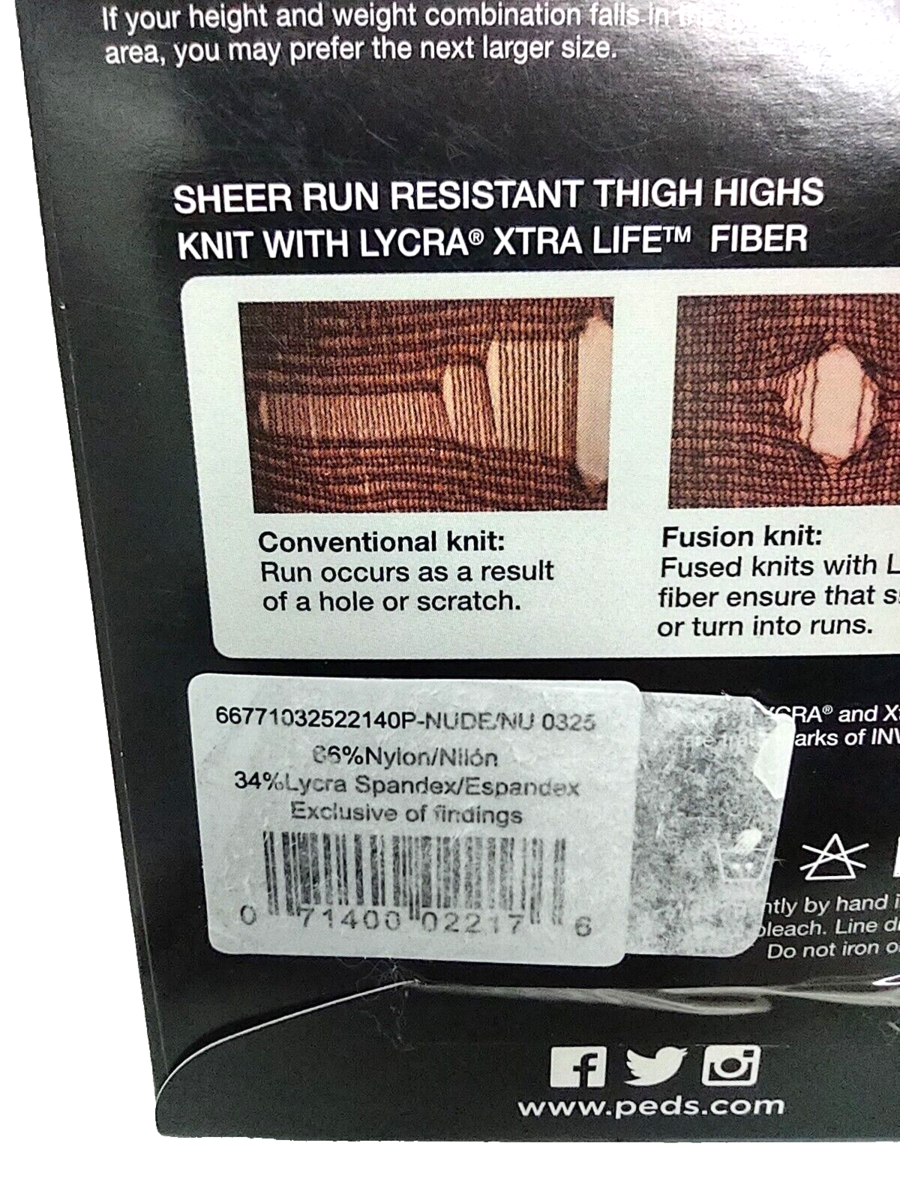 If your height and weight combination falls in
area, you may prefer the next larger size.
SHEER RUN RESISTANT THIGH HIGHS
KNIT WITH LYCRA® XTRA LIFE™ FIBER
Conventional knit:
Run occurs as a result
of a hole or scratch.
Fusion knit:
Fused knits with L
fiber ensure that s
or turn into runs.
66771032522140P-NUDE/NU 0325
66%Nylon/Nilón
34%Lycra Spandex/Espandex
Exclusive of findings
0 71400 02217 6
CRA® and X
arks of INV
ntly by hand i
bleach. Line d
Do not iron o
www.peds.com